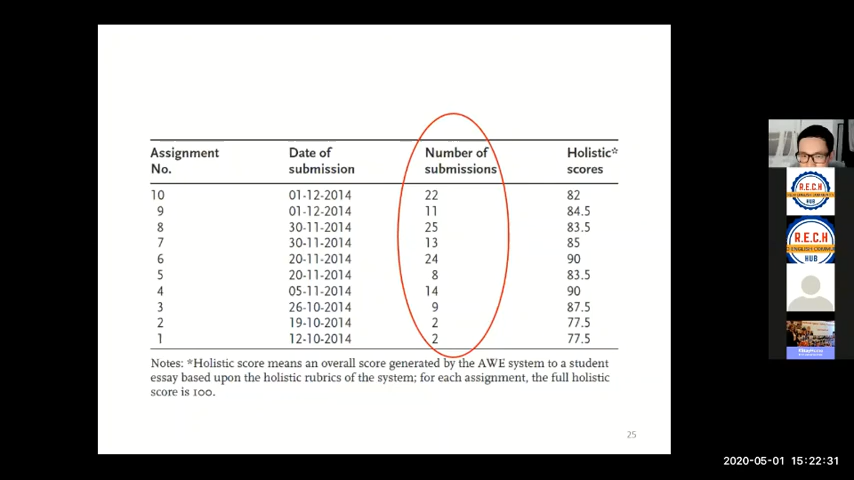 Assignment No. Date of submission Number of submissions Holistic* scores
10 01-12-2014 22 82
9 01-12-2014 11 84.5
8 30-11-2014 25 83.5
7 30-11-2014 13 85
6 20-11-2014 24 90
5 20-11-2014 8 83.5
4 05-11-2014 14 90
3 26-10-2014 9 87.5
2 19-10-2014 2 77.5
1 12-10-2014 2 77.5
Notes: *Holistic score means an overall score generated by the AWE system to a student
essay based upon the holistic rubrics of the system; for each assignment, the full holistic
score is 100.
25
R.E.C.H
HUB
R.E.C.H
ENGLISH COMMU
HUB
2020-05-01 15:22:31